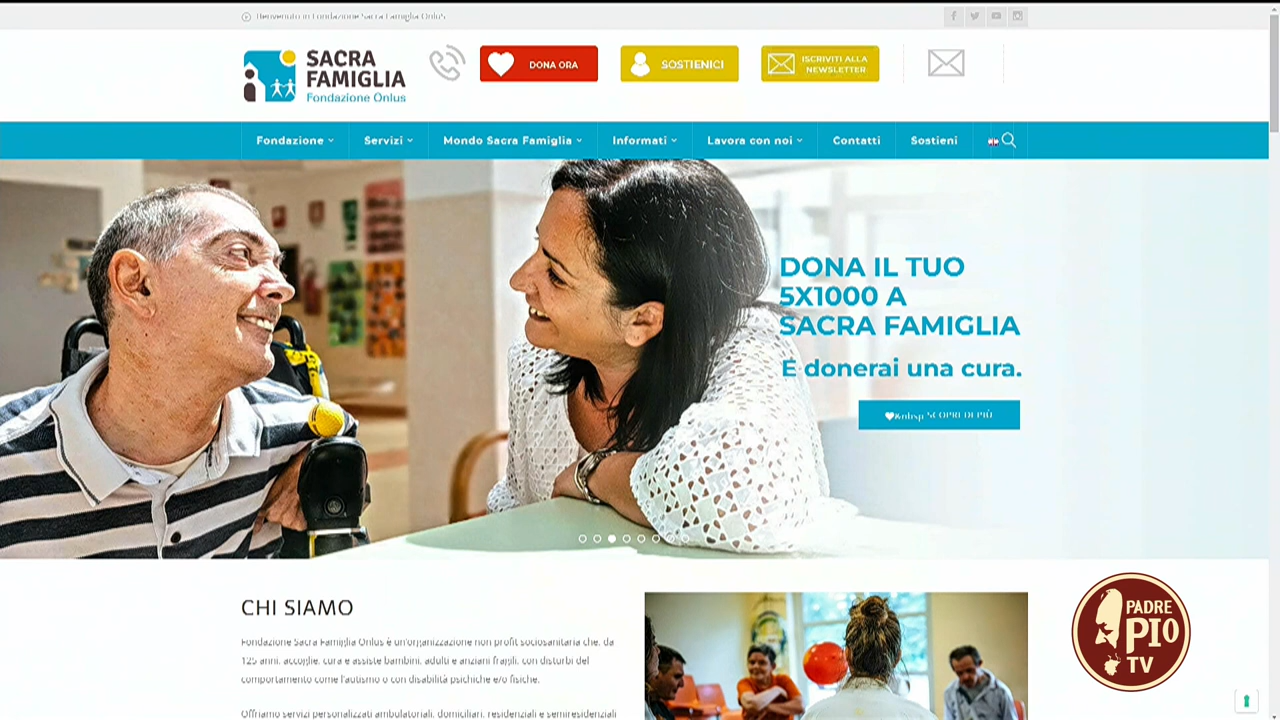 Benvenuto in Fondazione Sacra Famiglia Onlus
SACRA
FAMIGLIA
Fondazione Onlus
DONA ORA
SOSTIENICI
ISCRIVITI ALLA
NEWSLETTER
Fondazione
Servizi
Mondo Sacra Famiglia
Informati
Lavora con noi
Contatti
Sostieni
DONA IL TUO
5X1000 A
SACRA FAMIGLIA
E donerai una cura.
&nbsp SCOPRI DI PIÙ
CHI SIAMO
Fondazione Sacra Famiglia Onlus è un'organizzazione non profit sociosanitaria che, da
125 anni, accoglie, cura e assiste bambini, adulti e anziani fragili, con disturbi del
comportamento come l'autismo o con disabilità psichiche e/o fisiche.
Offriamo servizi personalizzati ambulatoriali, domiciliari, residenziali e semiresidenziali
PADRE
PIO
TV